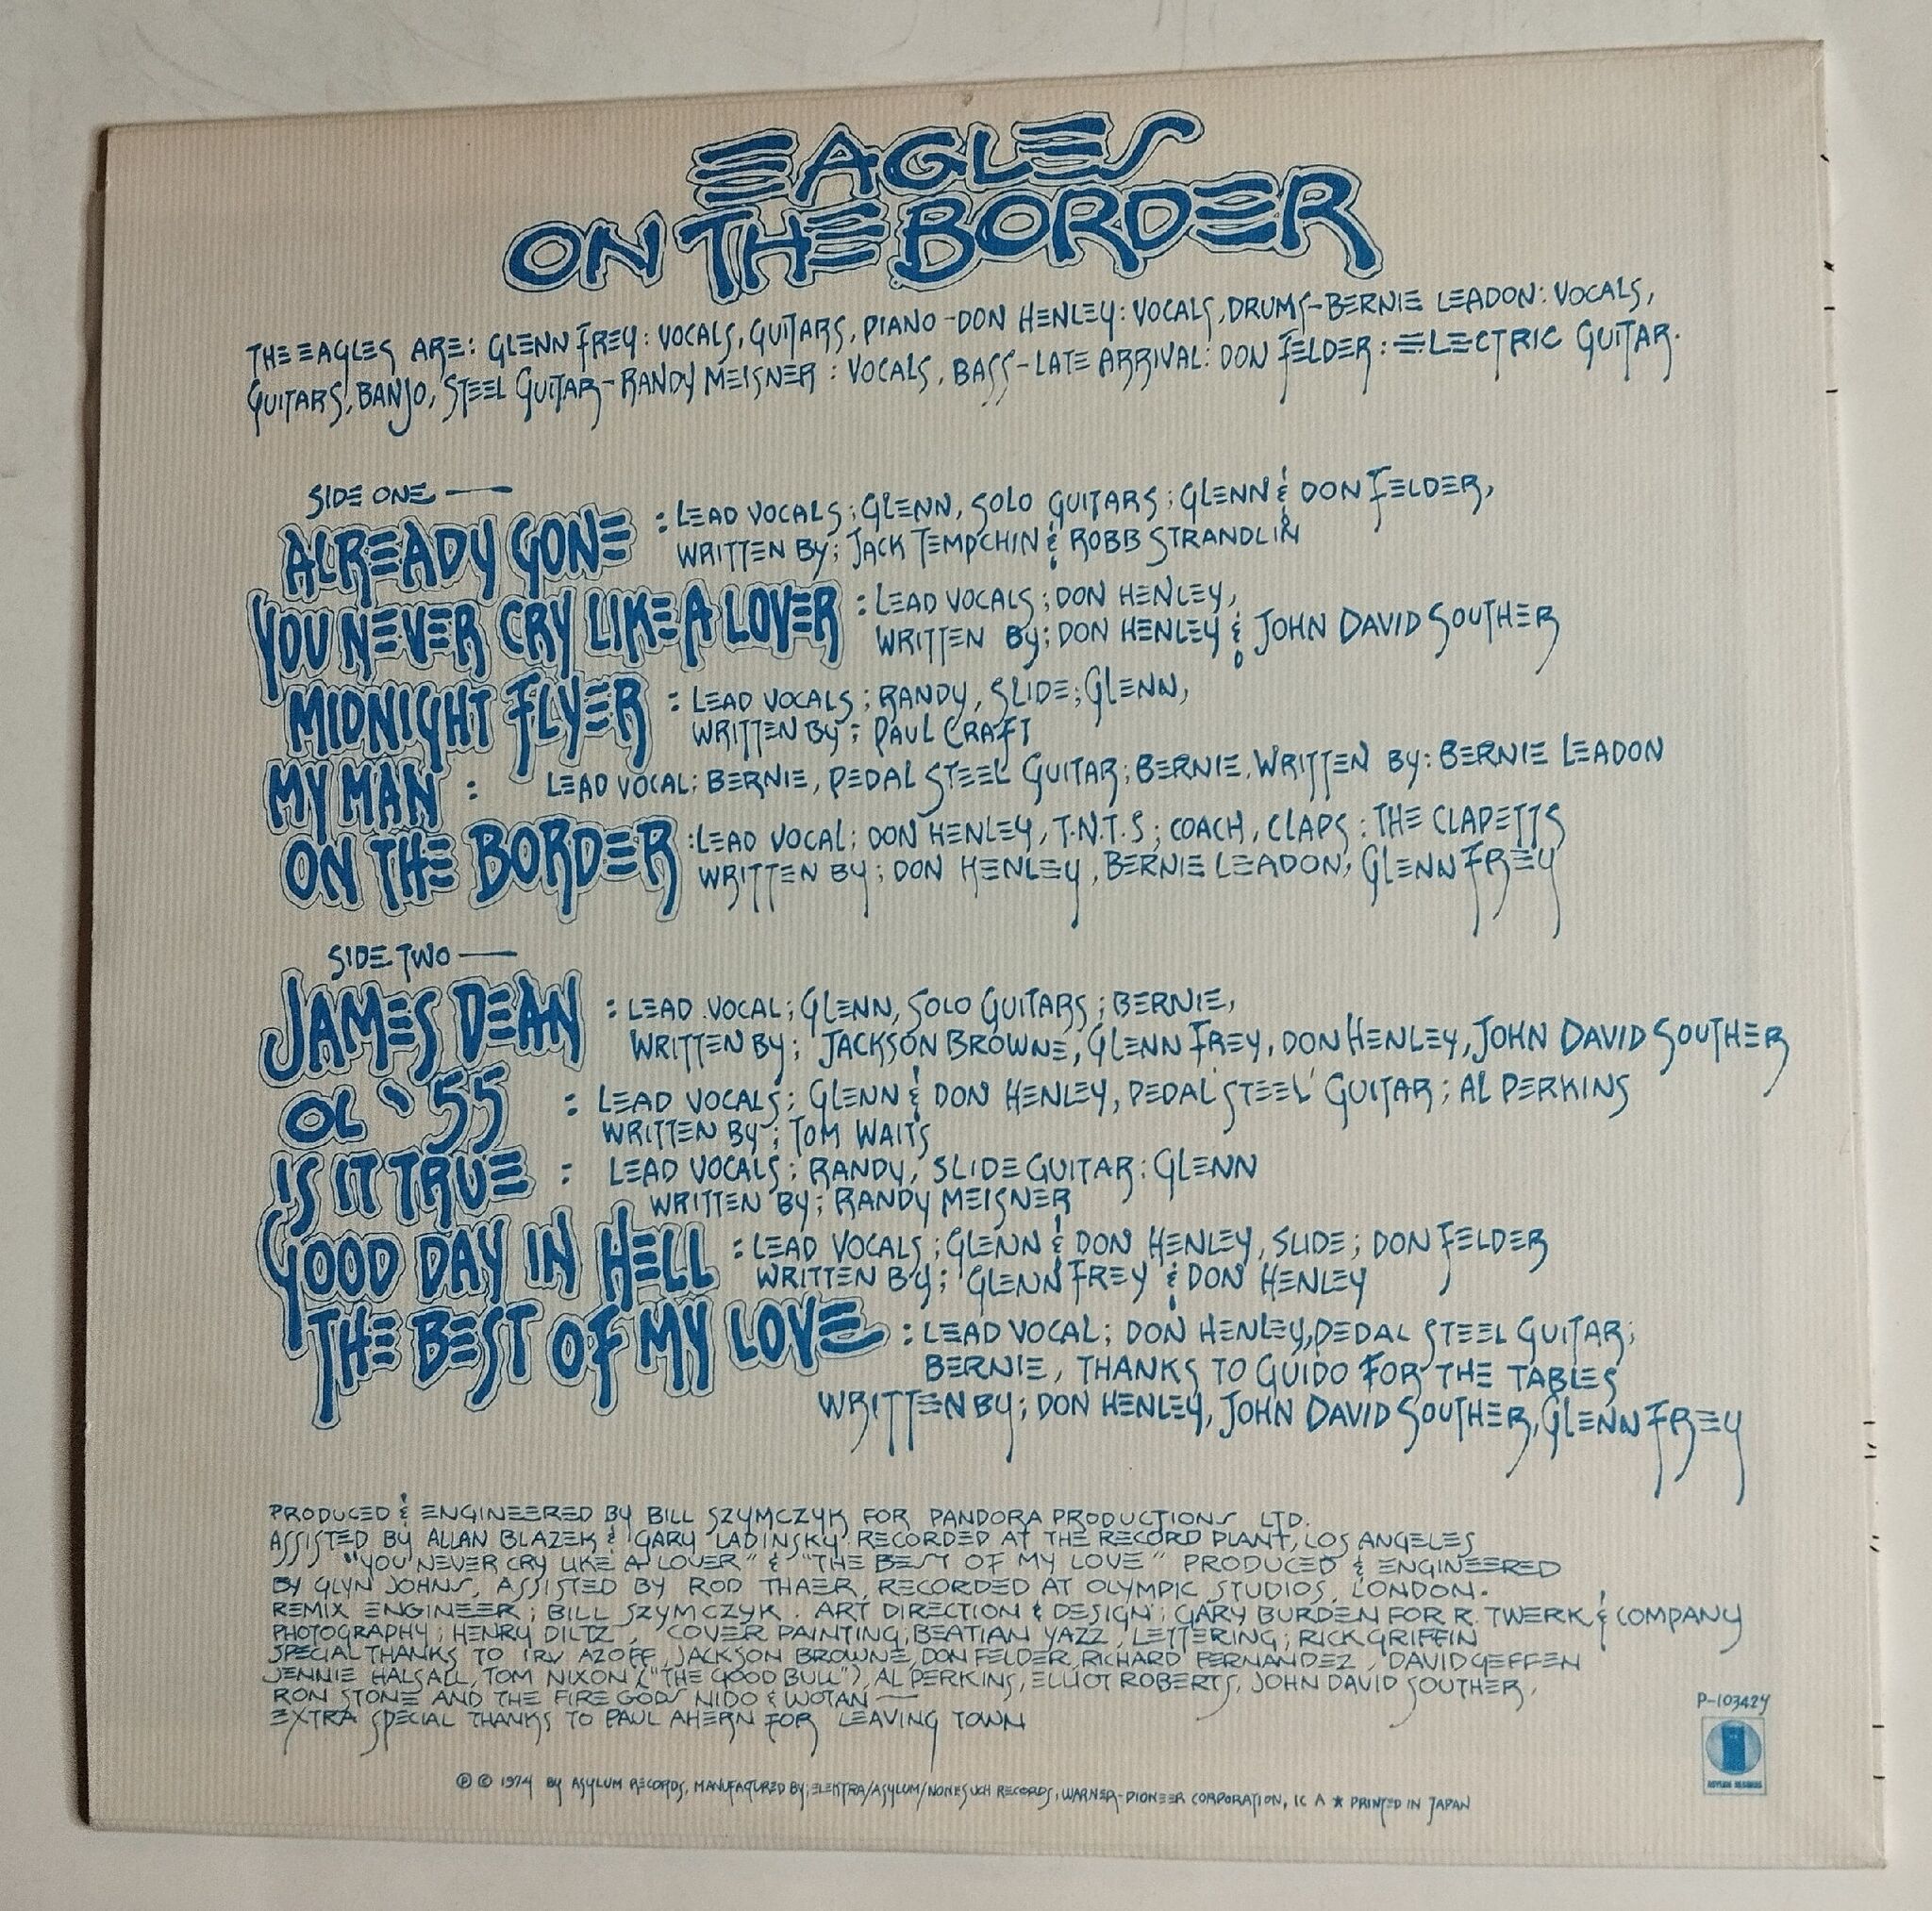 EAGLES
ON THE BORDER
THE EAGLES ARE: GLENN FREY: VOCALS, GUITARS, PIANO - DON HENLEY: VOCALS, DRUMS - BERNIE LEADON: VOCALS,
GUITARS, BANJO, STEEL GUITAR - RANDY MEISNER: VOCALS, BASS - LATE ARRIVAL: DON FELDER: ELECTRIC GUITAR.
SIDE ONE —
ALREADY GONE : LEAD VOCALS; GLENN, SOLO GUITARS; GLENN & DON FELDER,
WRITTEN BY; JACK TEMPCHIN & ROBB STRANDLIN
YOU NEVER CRY LIKE A LOVER : LEAD VOCALS; DON HENLEY,
WRITTEN BY; DON HENLEY & JOHN DAVID SOUTHER
MIDNIGHT FLYER : LEAD VOCALS; RANDY, SLIDE; GLENN,
WRITTEN BY; PAUL CRAFT
MY MAN : LEAD VOCAL; BERNIE, PEDAL STEEL GUITAR; BERNIE, WRITTEN BY: BERNIE LEADON
ON THE BORDER : LEAD VOCAL; DON HENLEY, T.N.T.S; COACH, CLAPS: THE CLAPETTS
WRITTEN BY; DON HENLEY, BERNIE LEADON, GLENN FREY
SIDE TWO —
JAMES DEAN : LEAD VOCAL; GLENN, SOLO GUITARS; BERNIE,
WRITTEN BY; JACKSON BROWNE, GLENN FREY, DON HENLEY, JOHN DAVID SOUTHER
OL '55 : LEAD VOCALS; GLENN & DON HENLEY, PEDAL STEEL GUITAR; AL PERKINS
WRITTEN BY; TOM WAITS
IS IT TRUE : LEAD VOCALS; RANDY, SLIDE GUITAR: GLENN
WRITTEN BY; RANDY MEISNER
GOOD DAY IN HELL : LEAD VOCALS; GLENN & DON HENLEY, SLIDE; DON FELDER
WRITTEN BY; GLENN FREY & DON HENLEY
THE BEST OF MY LOVE : LEAD VOCAL; DON HENLEY, PEDAL STEEL GUITAR;
BERNIE, THANKS TO GUIDO FOR THE TABLES
WRITTEN BY; DON HENLEY, JOHN DAVID SOUTHER, GLENN FREY
PRODUCED & ENGINEERED BY BILL SZYMCZYK FOR PANDORA PRODUCTIONS LTD.
ASSISTED BY ALLAN BLAZEK & GARY LADINSKY RECORDED AT THE RECORD PLANT, LOS ANGELES
"YOU NEVER CRY LIKE A LOVER" & "THE BEST OF MY LOVE" PRODUCED & ENGINEERED
BY GLYN JOHNS, ASSISTED BY ROD THAER, RECORDED AT OLYMPIC STUDIOS, LONDON.
REMIX ENGINEER; BILL SZYMCZYK. ART DIRECTION & DESIGN; GARY BURDEN FOR R. TWERK & COMPANY
PHOTOGRAPHY; HENRY DILTZ, COVER PAINTING; BEATIAN YAZZ, LETTERING; RICK GRIFFIN
SPECIAL THANKS TO IRV AZOFF, JACKSON BROWNE, DON FELDER, RICHARD FERNANDEZ, DAVID GEFFEN
JENNIE HALSALL, TOM NIXON ("THE GOOD BULL"), AL PERKINS, ELLIOT ROBERTS, JOHN DAVID SOUTHER,
RON STONE AND THE FIRE GODS NIDO & WOTAN —
EXTRA SPECIAL THANKS TO PAUL AHERN FOR LEAVING TOWN
P-10342Y
ASYLUM RECORDS
Ⓟ © 1974 BY ASYLUM RECORDS, MANUFACTURED BY; ELEKTRA/ASYLUM/NONESUCH RECORDS, WARNER-PIONEER CORPORATION, IC A ★ PRINTED IN JAPAN